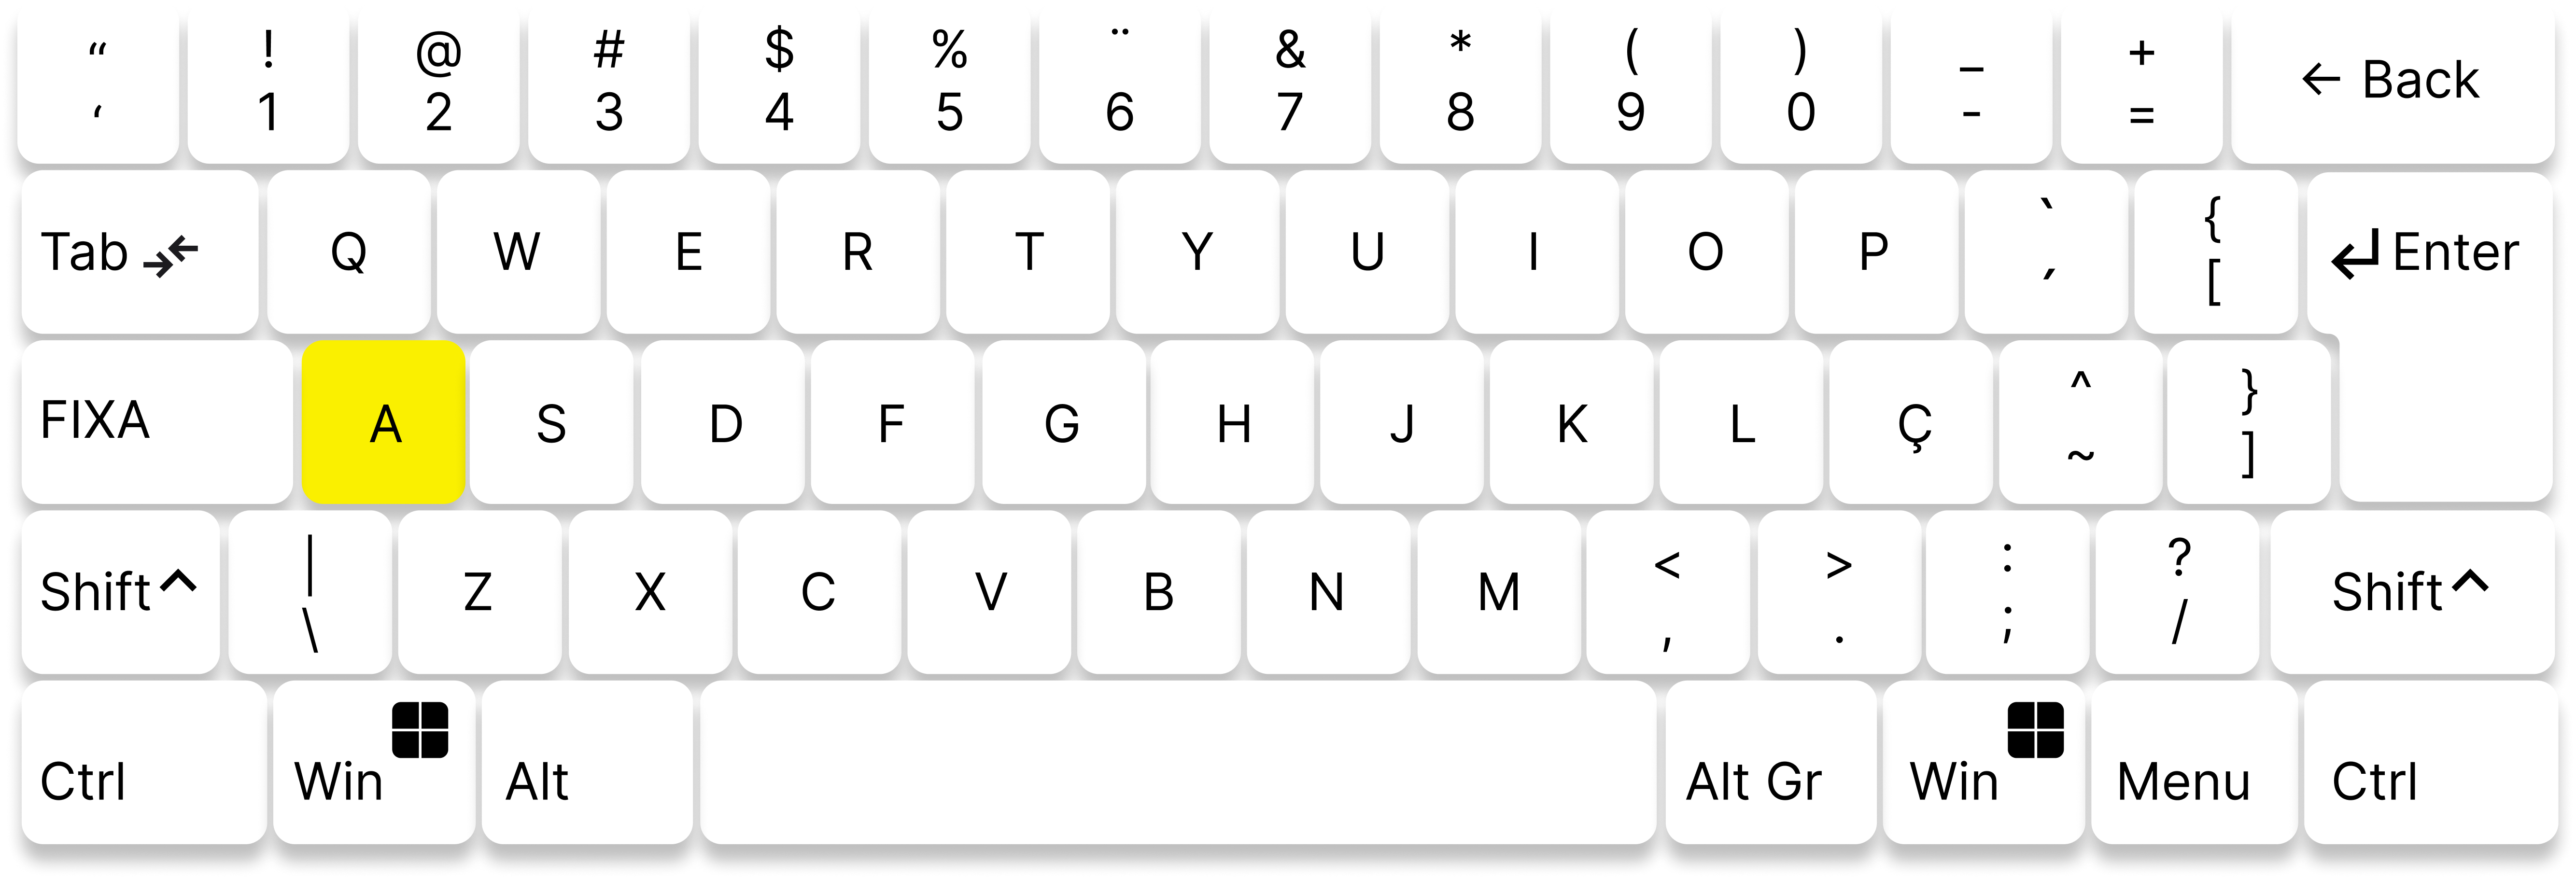 “ ! @ # $ % ¨ & * ( ) _ + ← Back
‘ 1 2 3 4 5 6 7 8 9 0 - =
Tab Q W E R T Y U I O P ` ´ { [ Enter
FIXA A S D F G H J K L Ç ^ ~ } ]
Shift | \ Z X C V B N M < , > . : ; ? / Shift
Ctrl Win Alt Alt Gr Win Menu Ctrl